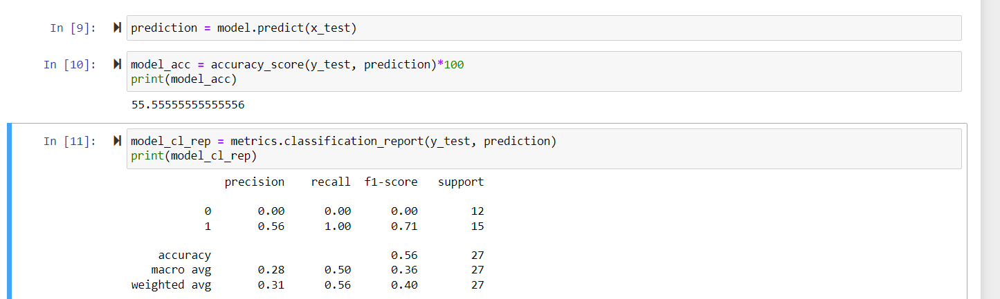 In [9]: prediction = model.predict(x_test)
In [10]: model_acc = accuracy_score(y_test, prediction)*100
print(model_acc)
55.55555555555556
In [11]: model_cl_rep = metrics.classification_report(y_test, prediction)
print(model_cl_rep)
precision recall f1-score support
0 0.00 0.00 0.00 12
1 0.56 1.00 0.71 15
accuracy 0.56 27
macro avg 0.28 0.50 0.36 27
weighted avg 0.31 0.56 0.40 27